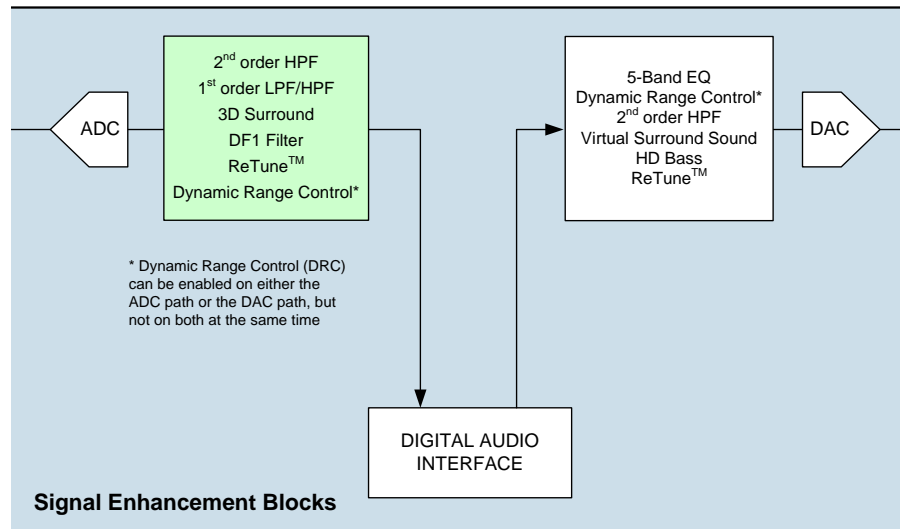 ADC
2nd order HPF
1st order LPF/HPF
3D Surround
DF1 Filter
ReTune™
Dynamic Range Control*
5-Band EQ
Dynamic Range Control*
2nd order HPF
Virtual Surround Sound
HD Bass
ReTune™
DAC
* Dynamic Range Control (DRC)
can be enabled on either the
ADC path or the DAC path, but
not on both at the same time
DIGITAL AUDIO
INTERFACE
Signal Enhancement Blocks